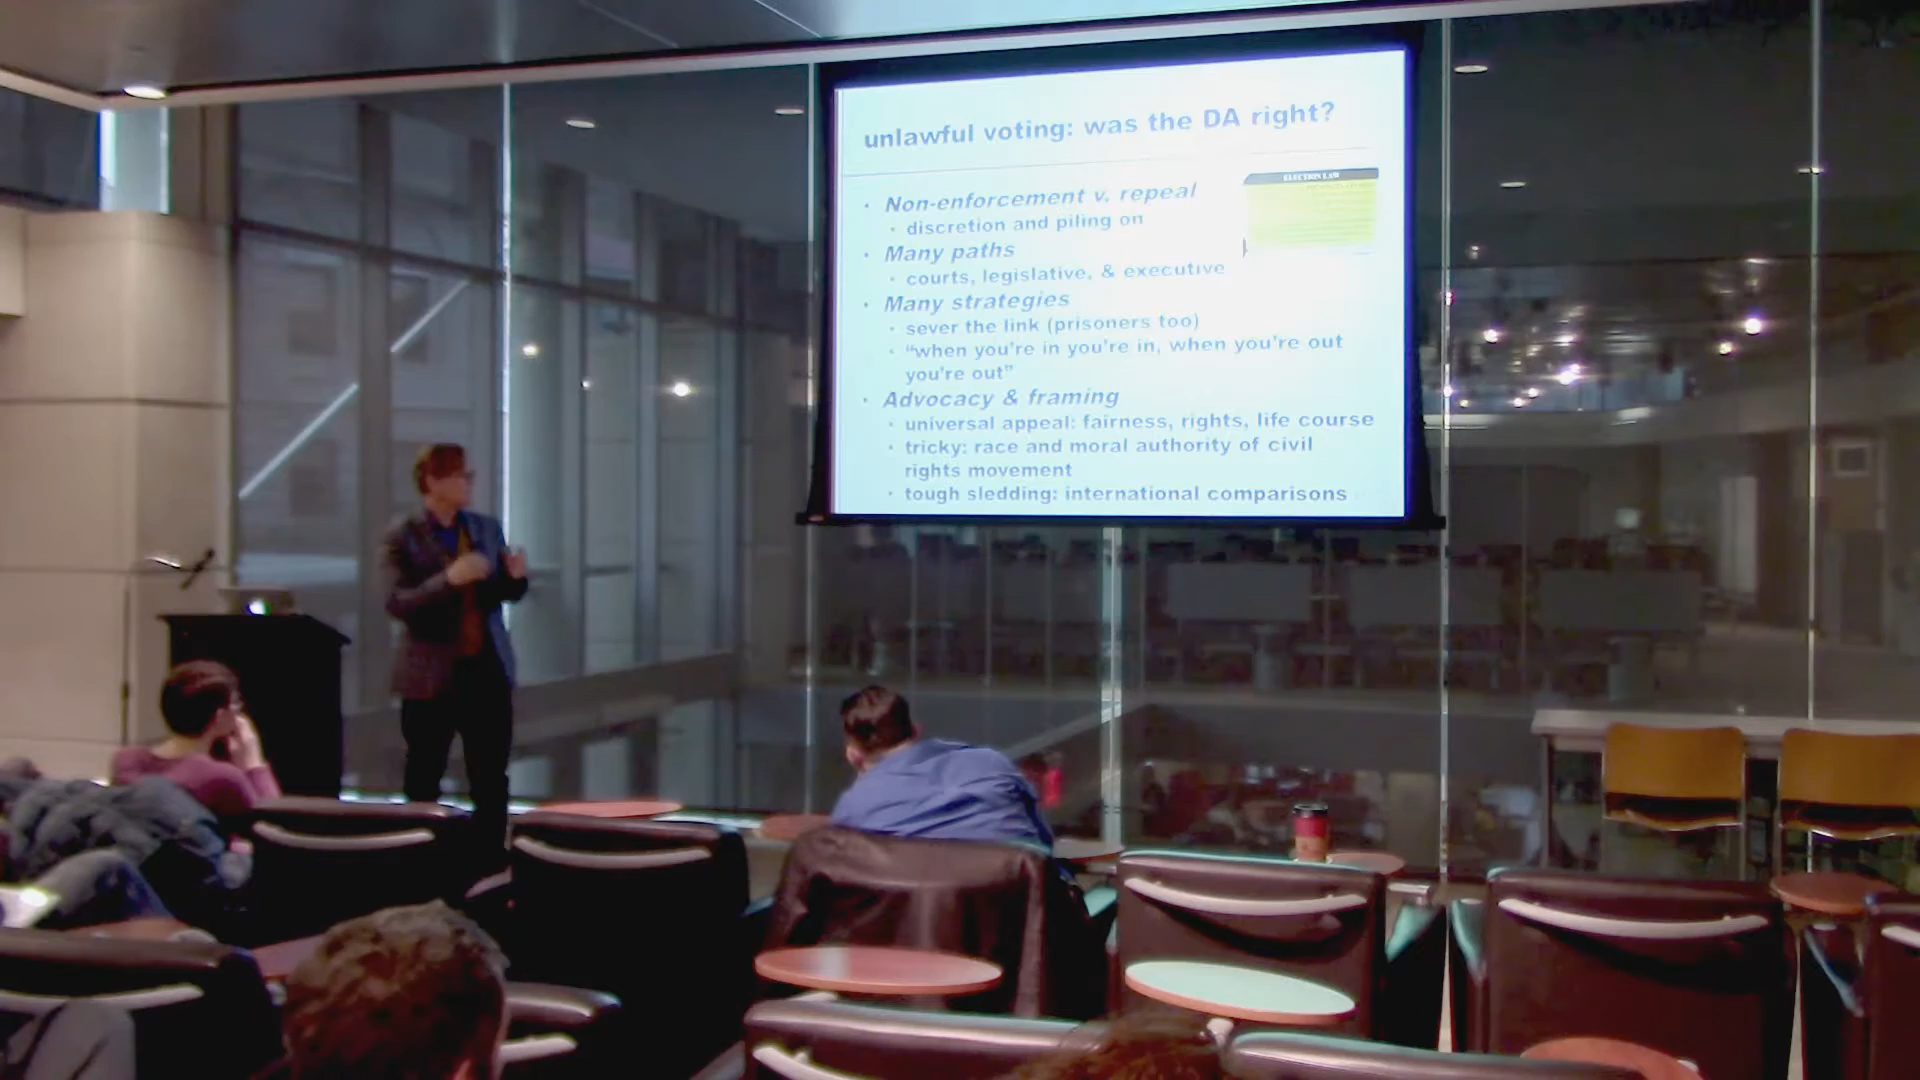 unlawful voting: was the DA right?
ELECTION LAW
• Non-enforcement v. repeal
• discretion and piling on
• Many paths
• courts, legislative, & executive
• Many strategies
• sever the link (prisoners too)
• “when you’re in you’re in, when you’re out
you’re out”
• Advocacy & framing
• universal appeal: fairness, rights, life course
• tricky: race and moral authority of civil
rights movement
• tough sledding: international comparisons